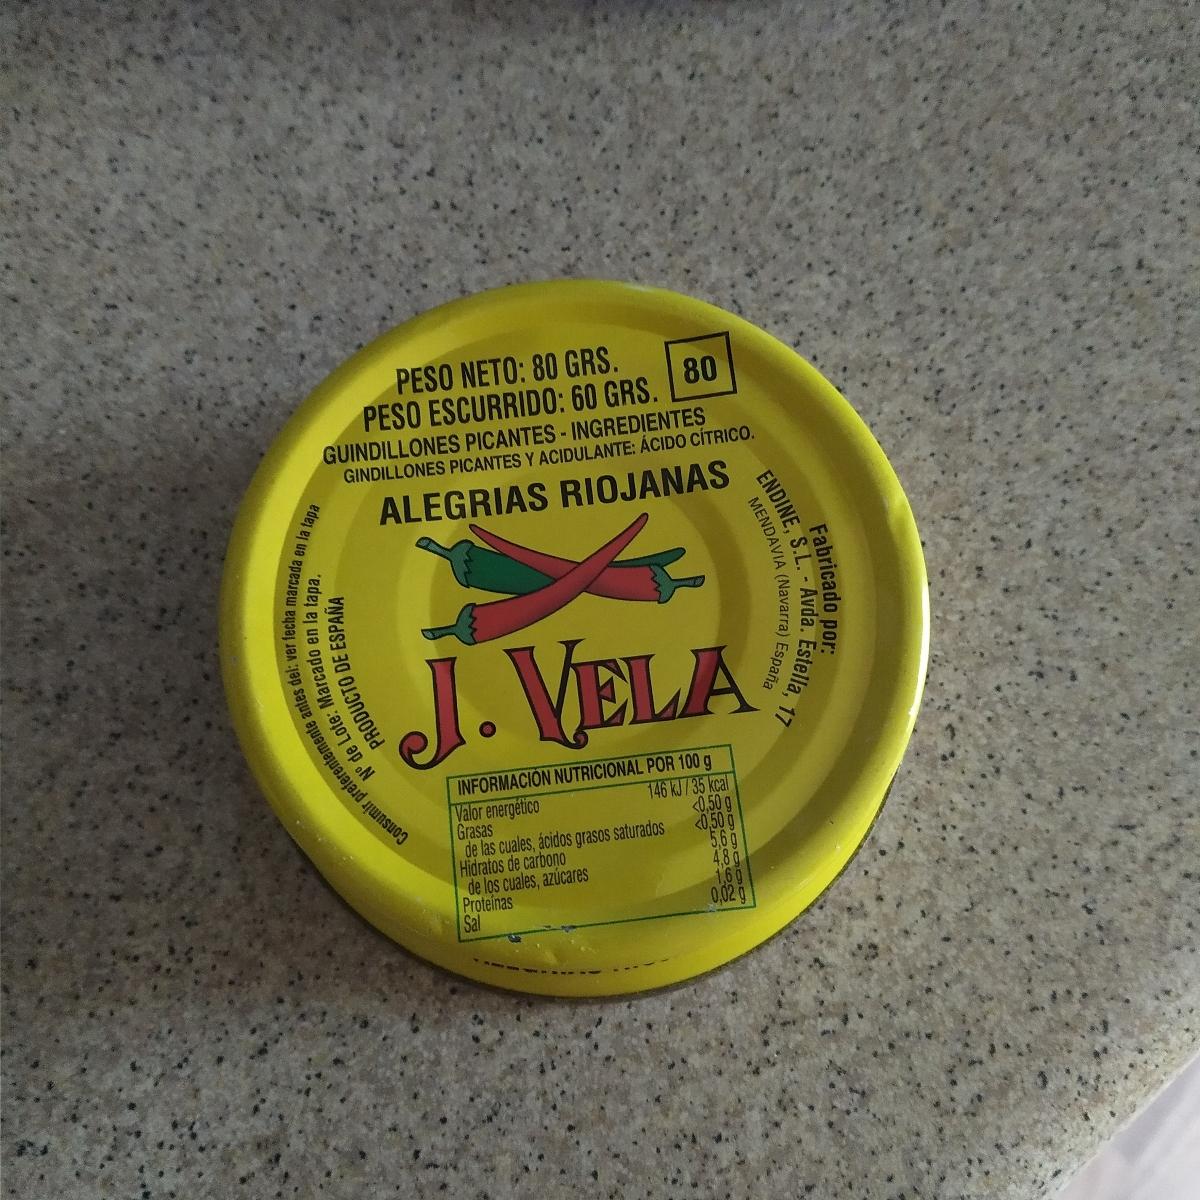 PESO NETO: 80 GRS.
PESO ESCURRIDO: 60 GRS.
80
GUINDILLONES PICANTES - INGREDIENTES
GINDILLONES PICANTES Y ACIDULANTE: ÁCIDO CÍTRICO.
ALEGRIAS RIOJANAS
J. VELA
Consumir preferentemente antes del: ver fecha marcada en la tapa
Nº de Lote: Marcado en la tapa.
PRODUCTO DE ESPAÑA
Fabricado por:
ENDINE, S.L. - Avda. Estella, 17
MENDAVIA (Navarra) España
INFORMACIÓN NUTRICIONAL POR 100 g
Valor energético 146 kJ / 35 kcal
Grasas <0,50 g
de las cuales, ácidos grasos saturados <0,50 g
Hidratos de carbono 5,6 g
de los cuales, azúcares 4,8 g
Proteínas 1,6 g
Sal 0,02 g